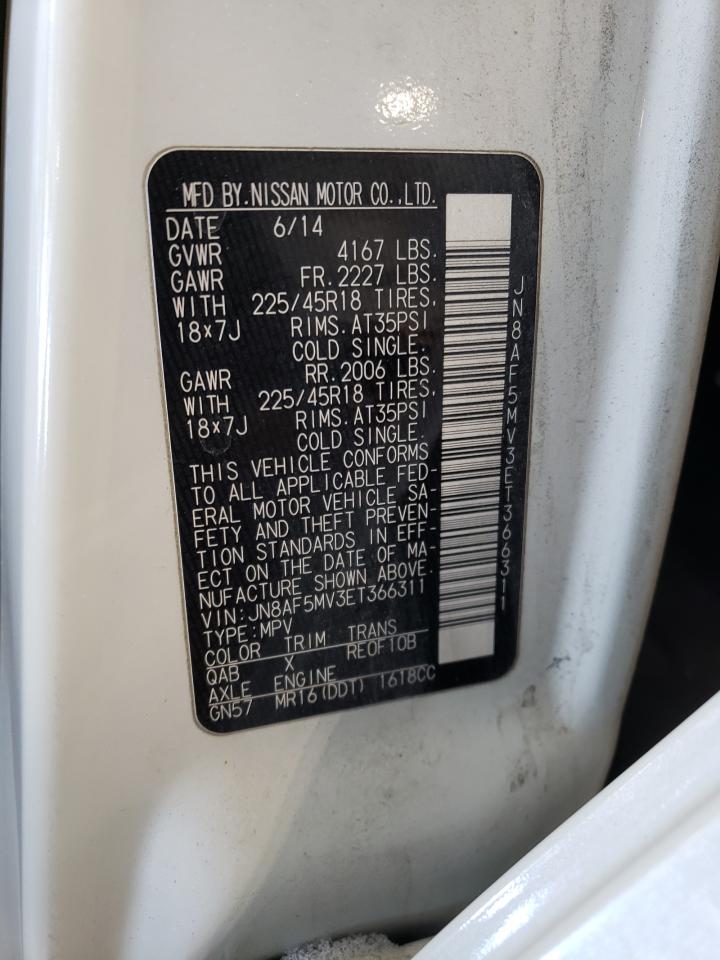 MFD BY.NISSAN MOTOR CO.,LTD.
DATE 6/14
GVWR 4167 LBS.
GAWR FR. 2227 LBS.
WITH 225/45R18 TIRES,
18x7J RIMS. AT35PSI
COLD SINGLE.
GAWR RR. 2006 LBS.
WITH 225/45R18 TIRES,
18x7J RIMS. AT35PSI
COLD SINGLE.
THIS VEHICLE CONFORMS
TO ALL APPLICABLE FED-
ERAL MOTOR VEHICLE SA-
FETY AND THEFT PREVEN-
TION STANDARDS IN EFF-
ECT ON THE DATE OF MA-
NUFACTURE SHOWN ABOVE.
VIN:JN8AF5MV3ET366311
TYPE:MPV
COLOR TRIM TRANS
QAB X RE0F10B
AXLE ENGINE
GN57 MR16(DDT) 1618CC
JN8AF5MV3ET366311